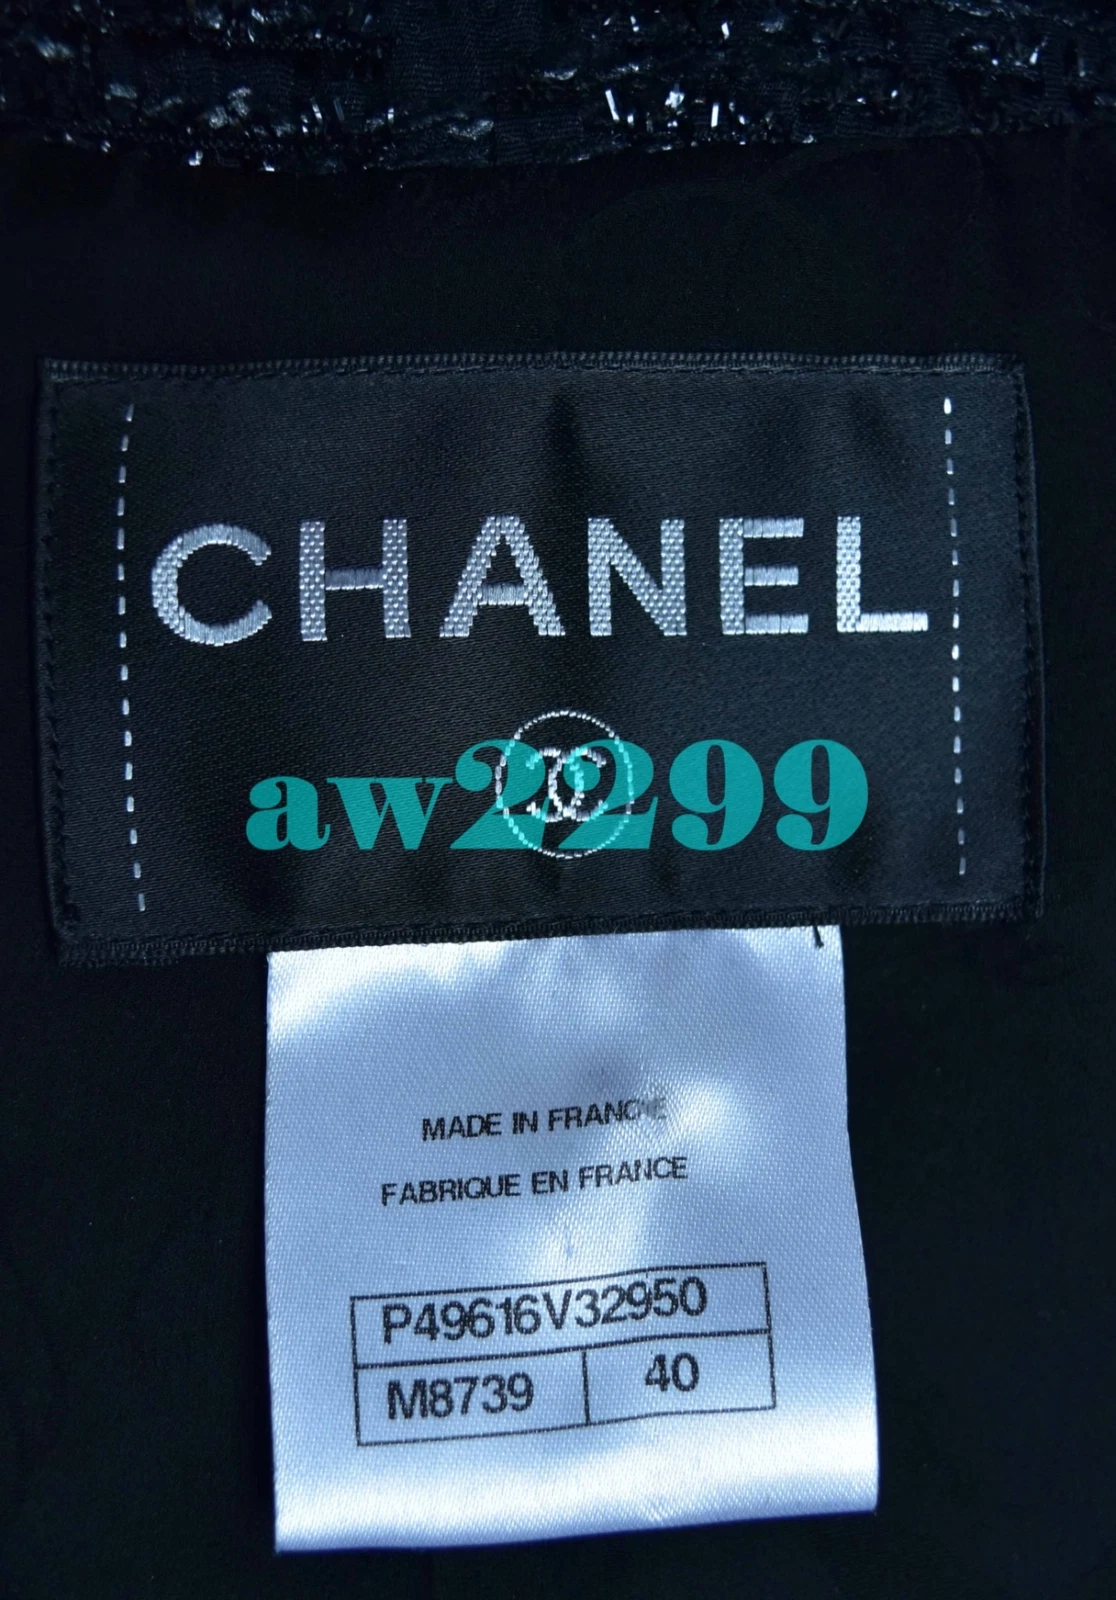 CHANEL
aw2299
MADE IN FRANCE
FABRIQUE EN FRANCE
P49616V32950
M8739 40